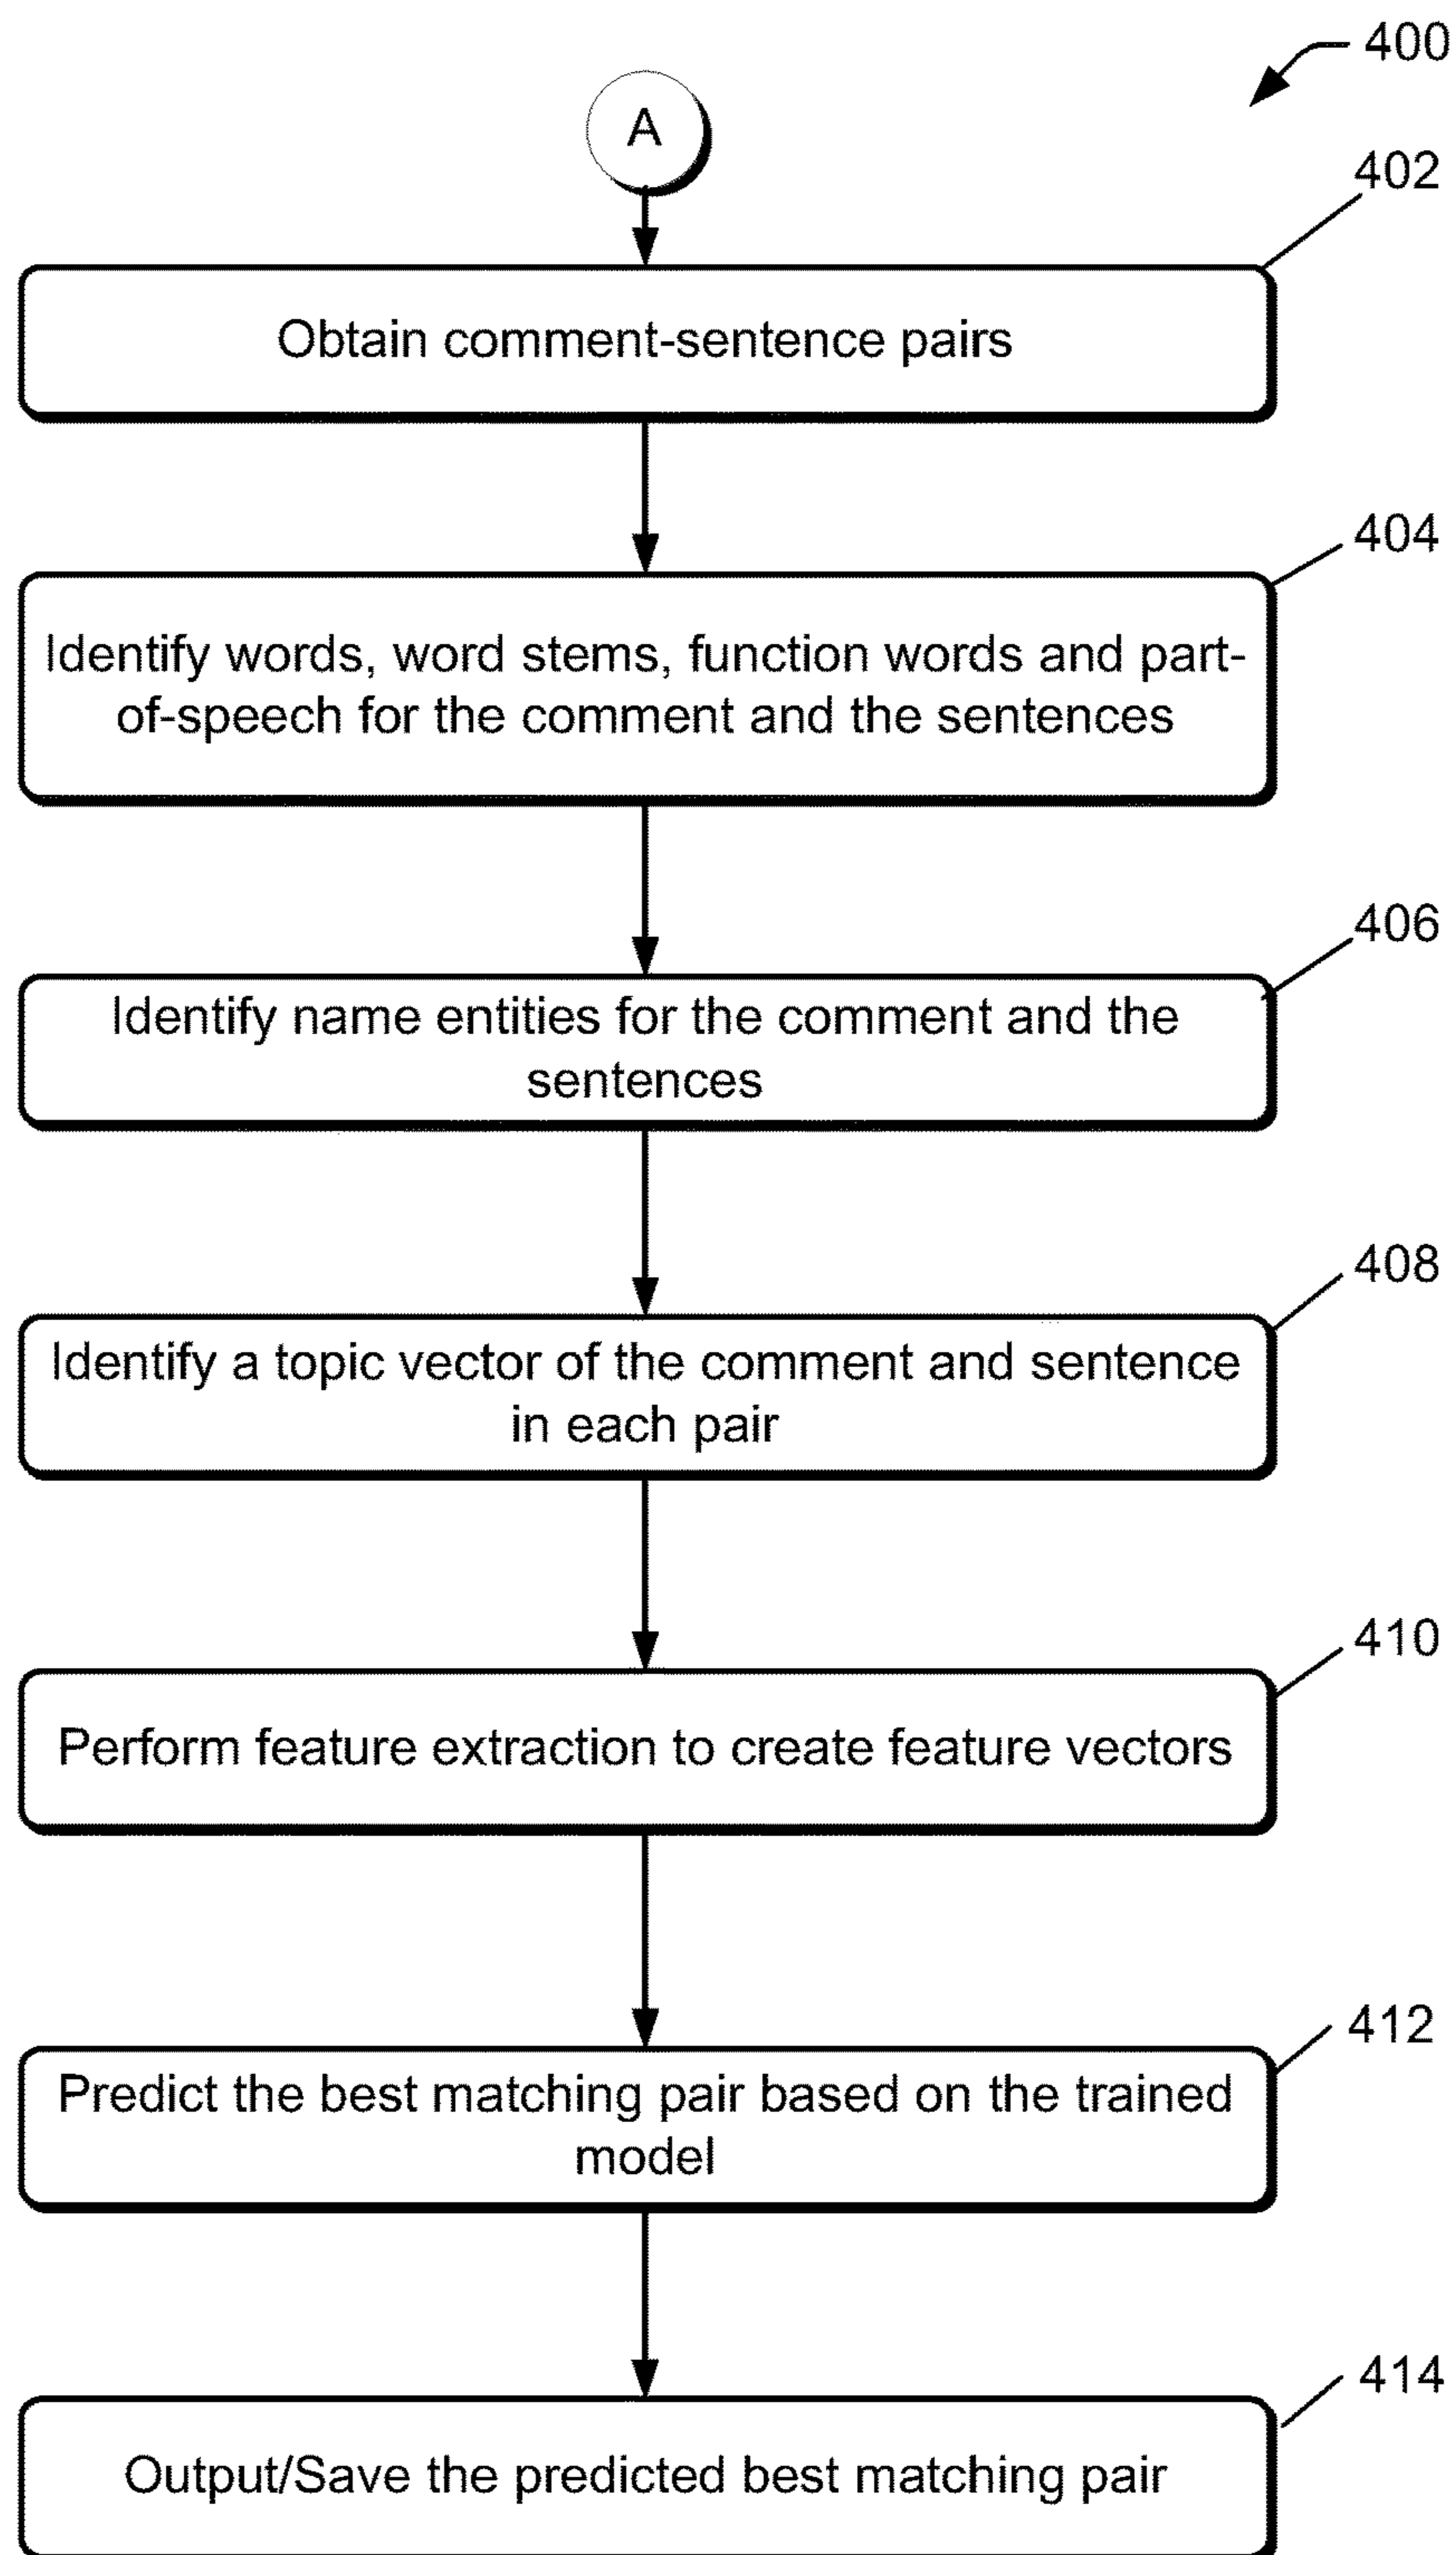 400
A
402
Obtain comment-sentence pairs
404
Identify words, word stems, function words and part-
of-speech for the comment and the sentences
406
Identify name entities for the comment and the
sentences
408
Identify a topic vector of the comment and sentence
in each pair
410
Perform feature extraction to create feature vectors
412
Predict the best matching pair based on the trained
model
414
Output/Save the predicted best matching pair